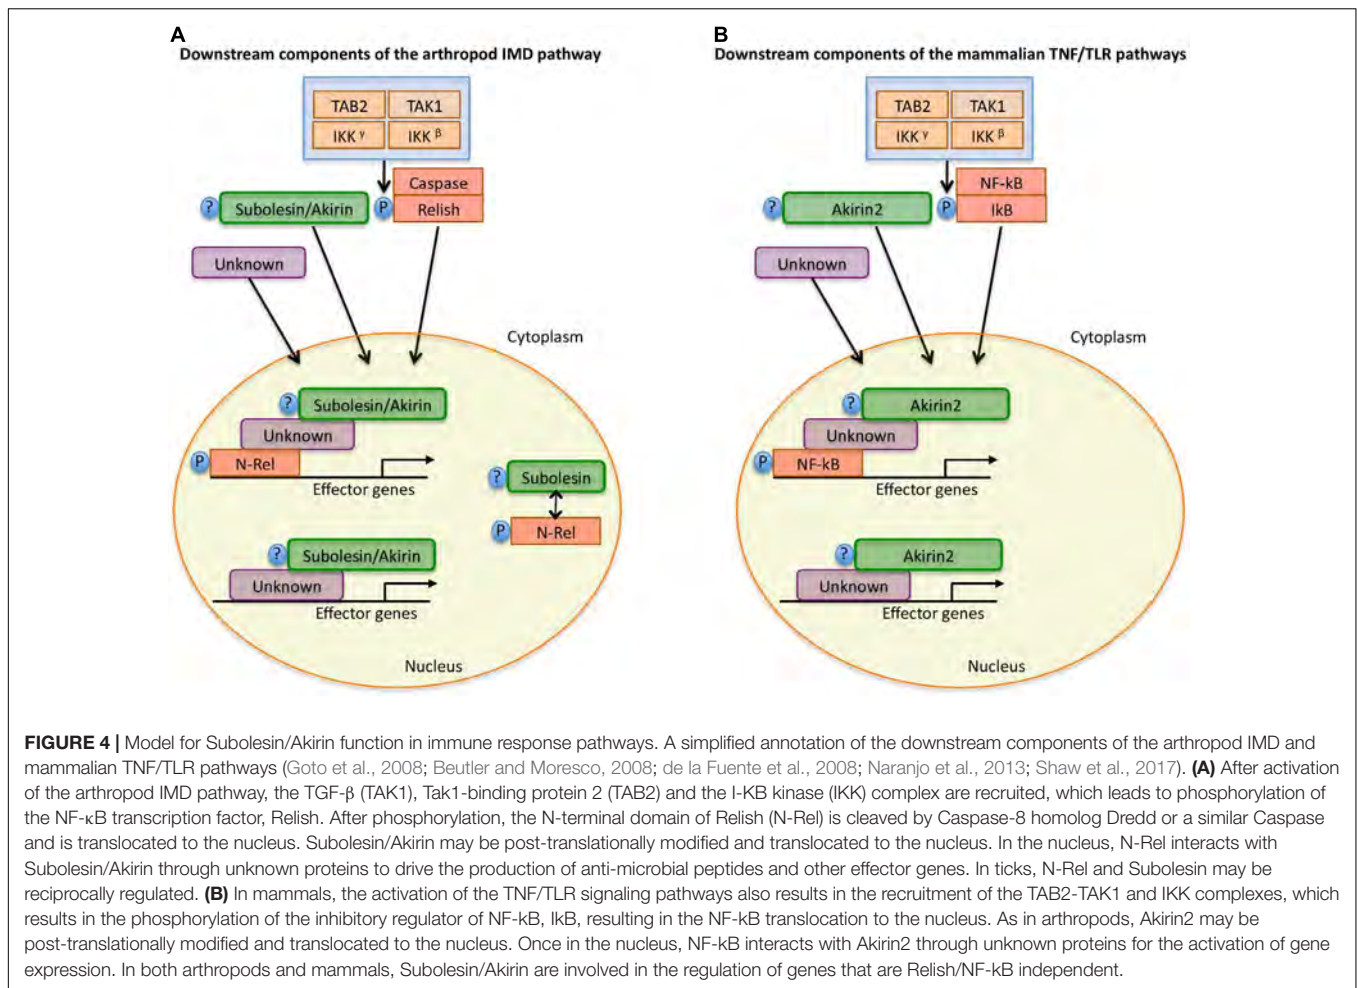 A
Downstream components of the arthropod IMD pathway
TAB2
TAK1
IKK γ
IKK β
Caspase
?
Subolesin/Akirin
P
Relish
Unknown
Cytoplasm
?
Subolesin/Akirin
Unknown
P
N-Rel
Effector genes
?
Subolesin
P
N-Rel
?
Subolesin/Akirin
Unknown
Effector genes
Nucleus
B
Downstream components of the mammalian TNF/TLR pathways
TAB2
TAK1
IKK γ
IKK β
NF-kB
?
Akirin2
P
IkB
Unknown
Cytoplasm
?
Akirin2
Unknown
P
NF-kB
Effector genes
?
Akirin2
Unknown
Effector genes
Nucleus
FIGURE 4 | Model for Subolesin/Akirin function in immune response pathways. A simplified annotation of the downstream components of the arthropod IMD and
mammalian TNF/TLR pathways (Goto et al., 2008; Beutler and Moresco, 2008; de la Fuente et al., 2008; Naranjo et al., 2013; Shaw et al., 2017). (A) After activation
of the arthropod IMD pathway, the TGF-β (TAK1), Tak1-binding protein 2 (TAB2) and the I-KB kinase (IKK) complex are recruited, which leads to phosphorylation of
the NF-κB transcription factor, Relish. After phosphorylation, the N-terminal domain of Relish (N-Rel) is cleaved by Caspase-8 homolog Dredd or a similar Caspase
and is translocated to the nucleus. Subolesin/Akirin may be post-translationally modified and translocated to the nucleus. In the nucleus, N-Rel interacts with
Subolesin/Akirin through unknown proteins to drive the production of anti-microbial peptides and other effector genes. In ticks, N-Rel and Subolesin may be
reciprocally regulated. (B) In mammals, the activation of the TNF/TLR signaling pathways also results in the recruitment of the TAB2-TAK1 and IKK complexes, which
results in the phosphorylation of the inhibitory regulator of NF-kB, IkB, resulting in the NF-kB translocation to the nucleus. As in arthropods, Akirin2 may be
post-translationally modified and translocated to the nucleus. Once in the nucleus, NF-kB interacts with Akirin2 through unknown proteins for the activation of gene
expression. In both arthropods and mammals, Subolesin/Akirin are involved in the regulation of genes that are Relish/NF-kB independent.